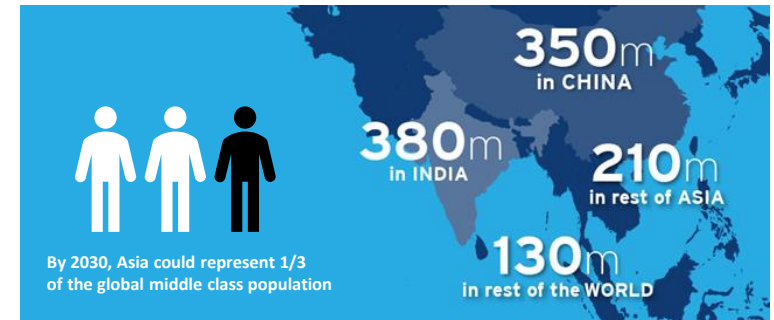 350m
in CHINA
380m
in INDIA
210m
in rest of ASIA
130m
in rest of the WORLD
By 2030, Asia could represent 1/3
of the global middle class population